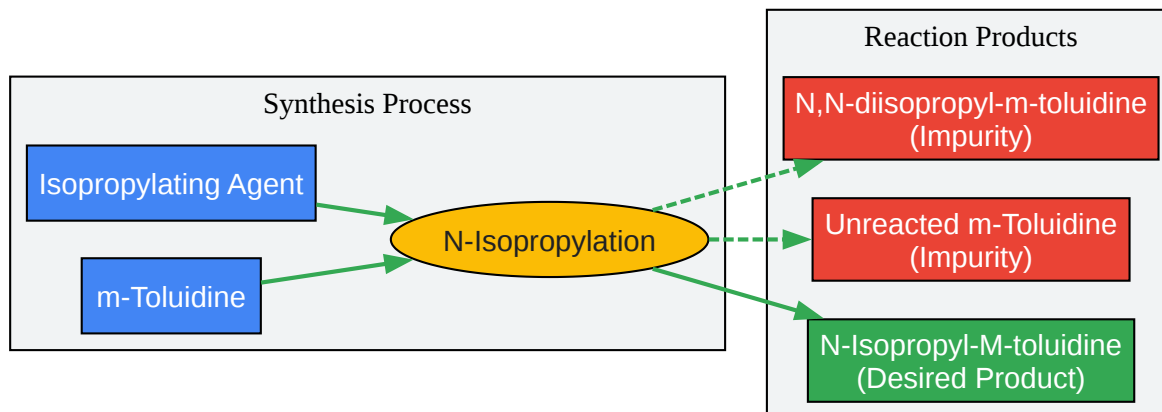 Synthesis Process
Isopropylating Agent
m-Toluidine
N-Isopropylation
Reaction Products
N,N-diisopropyl-m-toluidine
(Impurity)
Unreacted m-Toluidine
(Impurity)
N-Isopropyl-M-toluidine
(Desired Product)